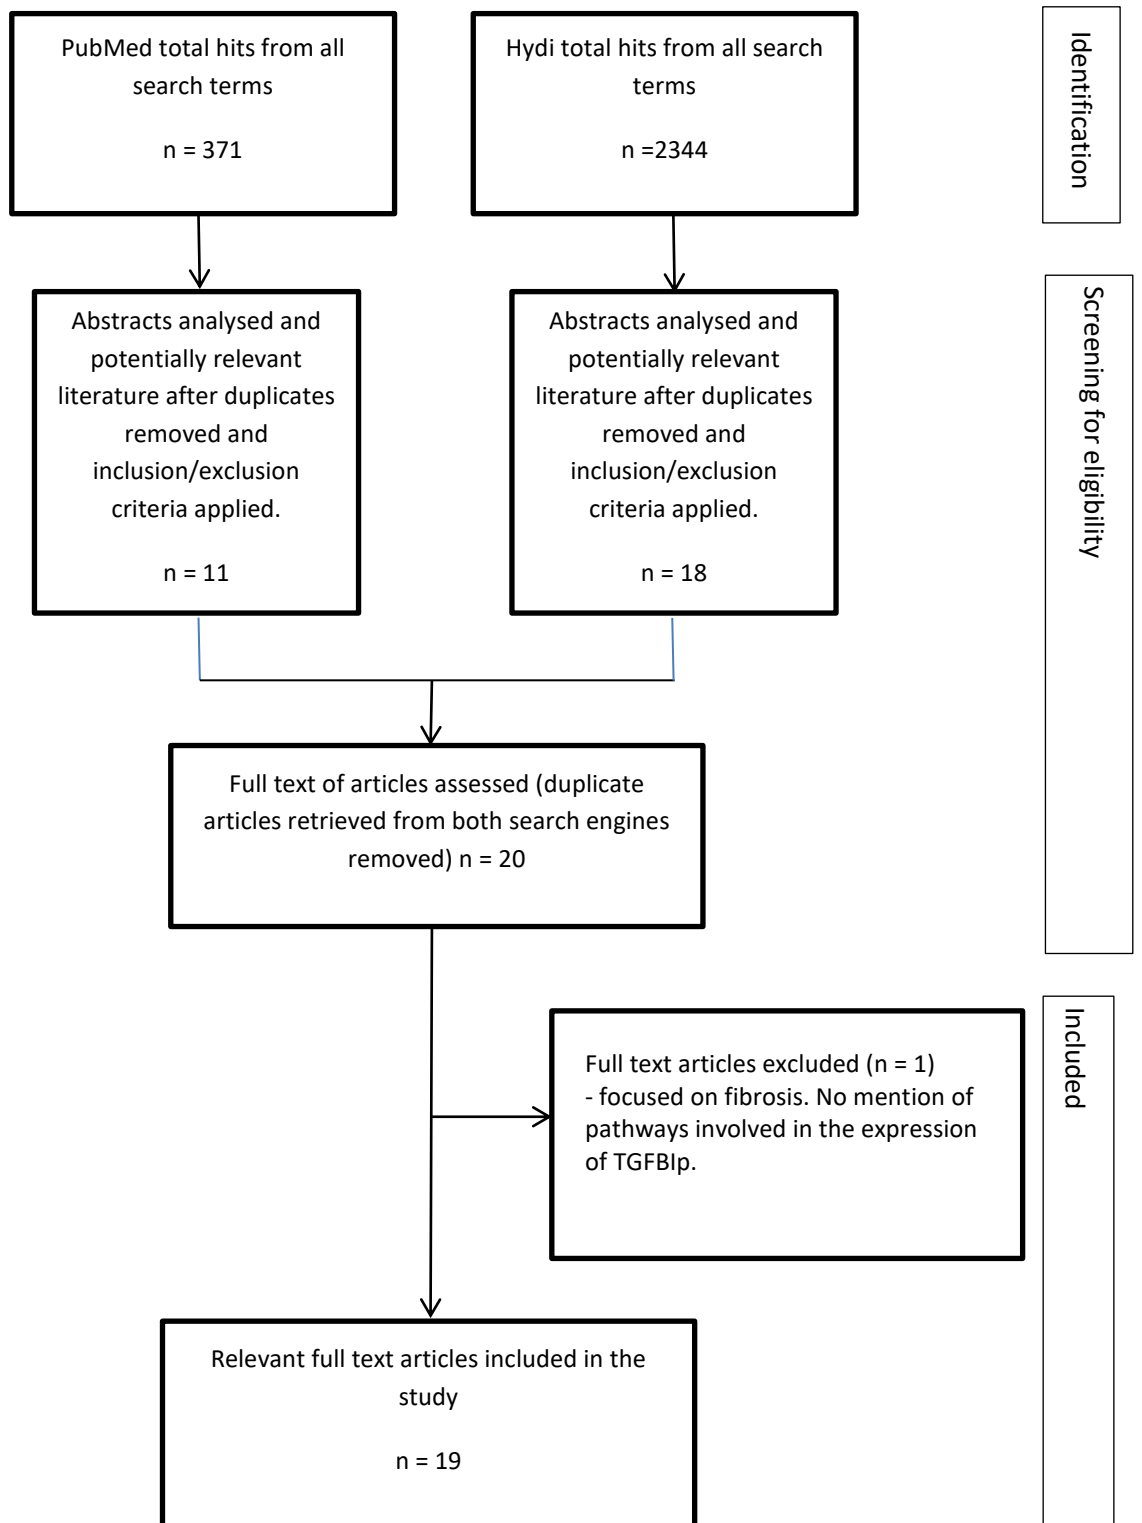 PubMed total hits from all
search terms
n = 371
Hydi total hits from all search
terms
n =2344
Identification
Abstracts analysed and
potentially relevant
literature after duplicates
removed and
inclusion/exclusion
criteria applied.
n = 11
Abstracts analysed and
potentially relevant
literature after duplicates
removed and
inclusion/exclusion
criteria applied.
n = 18
Screening for eligibility
Full text of articles assessed (duplicate
articles retrieved from both search engines
removed) n = 20
Full text articles excluded (n = 1)
- focused on fibrosis. No mention of
pathways involved in the expression
of TGFBIp.
Included
Relevant full text articles included in the
study
n = 19